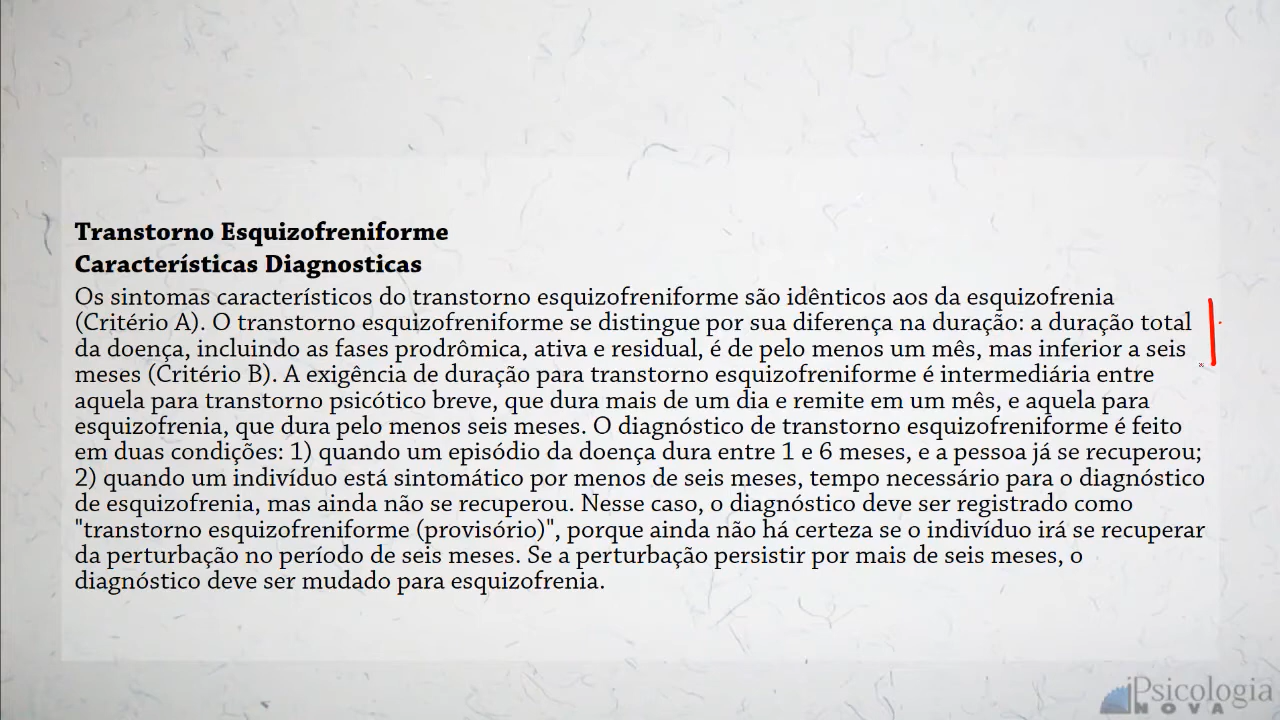 Transtorno Esquizofreniforme
Características Diagnosticas
Os sintomas característicos do transtorno esquizofreniforme são idênticos aos da esquizofrenia
(Critério A). O transtorno esquizofreniforme se distingue por sua diferença na duração: a duração total
da doença, incluindo as fases prodrômica, ativa e residual, é de pelo menos um mês, mas inferior a seis
meses (Critério B). A exigência de duração para transtorno esquizofreniforme é intermediária entre
aquela para transtorno psicótico breve, que dura mais de um dia e remite em um mês, e aquela para
esquizofrenia, que dura pelo menos seis meses. O diagnóstico de transtorno esquizofreniforme é feito
em duas condições: 1) quando um episódio da doença dura entre 1 e 6 meses, e a pessoa já se recuperou;
2) quando um indivíduo está sintomático por menos de seis meses, tempo necessário para o diagnóstico
de esquizofrenia, mas ainda não se recuperou. Nesse caso, o diagnóstico deve ser registrado como
"transtorno esquizofreniforme (provisório)", porque ainda não há certeza se o indivíduo irá se recuperar
da perturbação no período de seis meses. Se a perturbação persistir por mais de seis meses, o
diagnóstico deve ser mudado para esquizofrenia.
Psicologia
NOVA